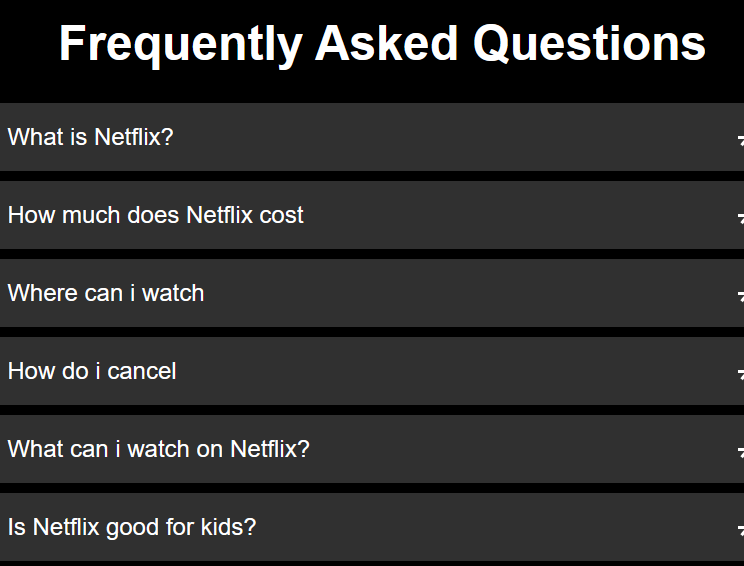 Frequently Asked Questions
What is Netflix?
How much does Netflix cost
Where can i watch
How do i cancel
What can i watch on Netflix?
Is Netflix good for kids?